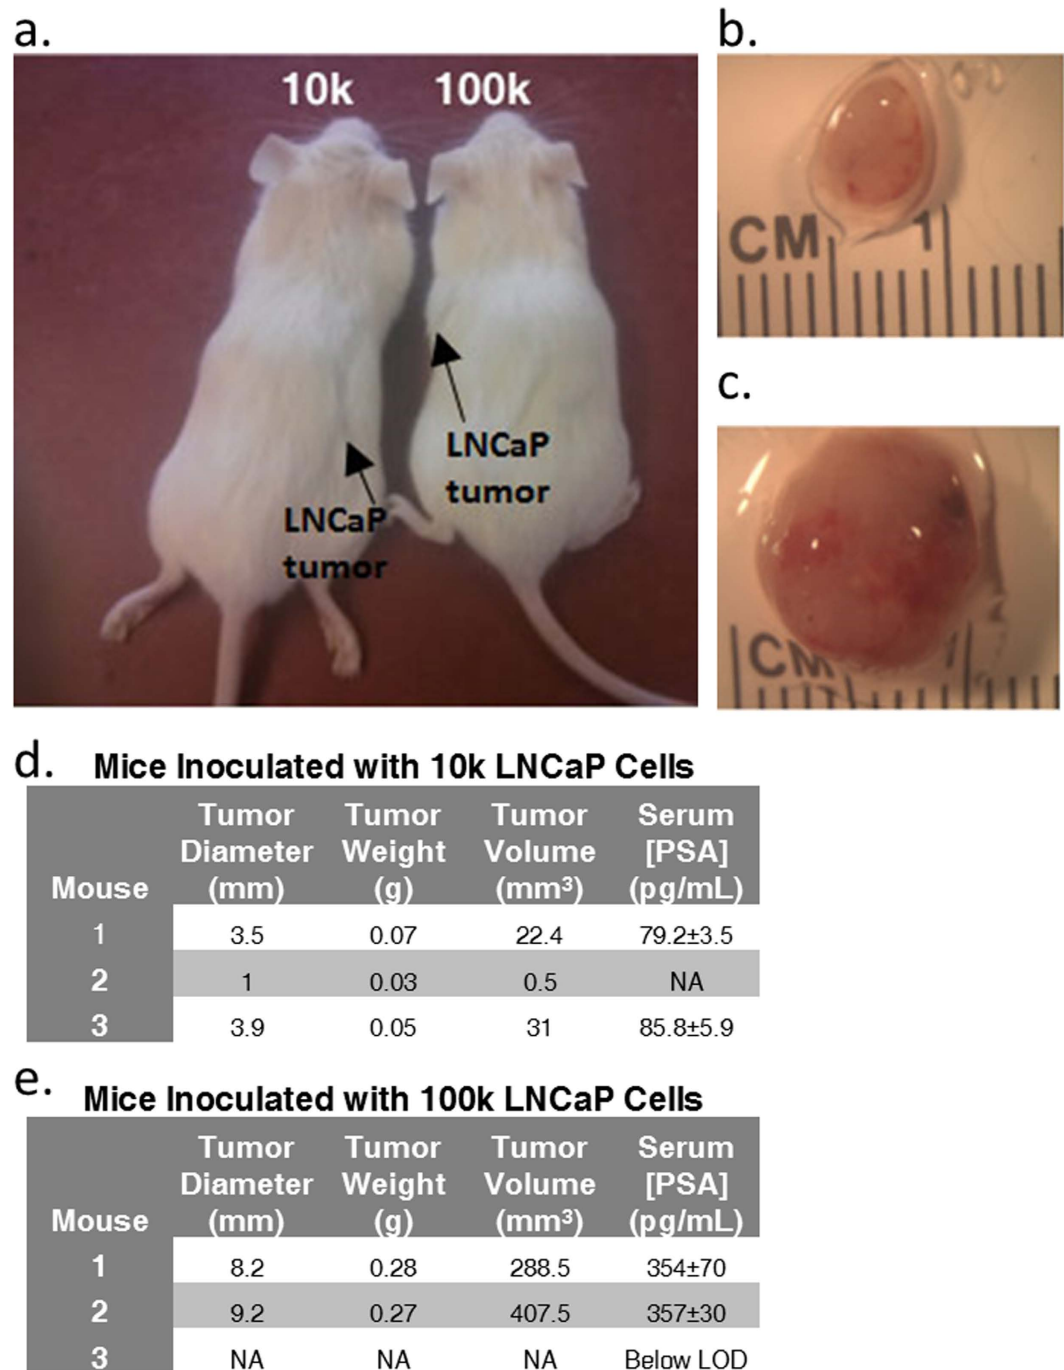 a.
10k 100k
LNCaP
tumor
LNCaP
tumor
b.
CM 1
c.
CM 1
d. Mice Inoculated with 10k LNCaP Cells
Mouse Tumor Diameter (mm) Tumor Weight (g) Tumor Volume (mm³) Serum [PSA] (pg/mL)
1 3.5 0.07 22.4 79.2±3.5
2 1 0.03 0.5 NA
3 3.9 0.05 31 85.8±5.9
e. Mice Inoculated with 100k LNCaP Cells
Mouse Tumor Diameter (mm) Tumor Weight (g) Tumor Volume (mm³) Serum [PSA] (pg/mL)
1 8.2 0.28 288.5 354±70
2 9.2 0.27 407.5 357±30
3 NA NA NA Below LOD